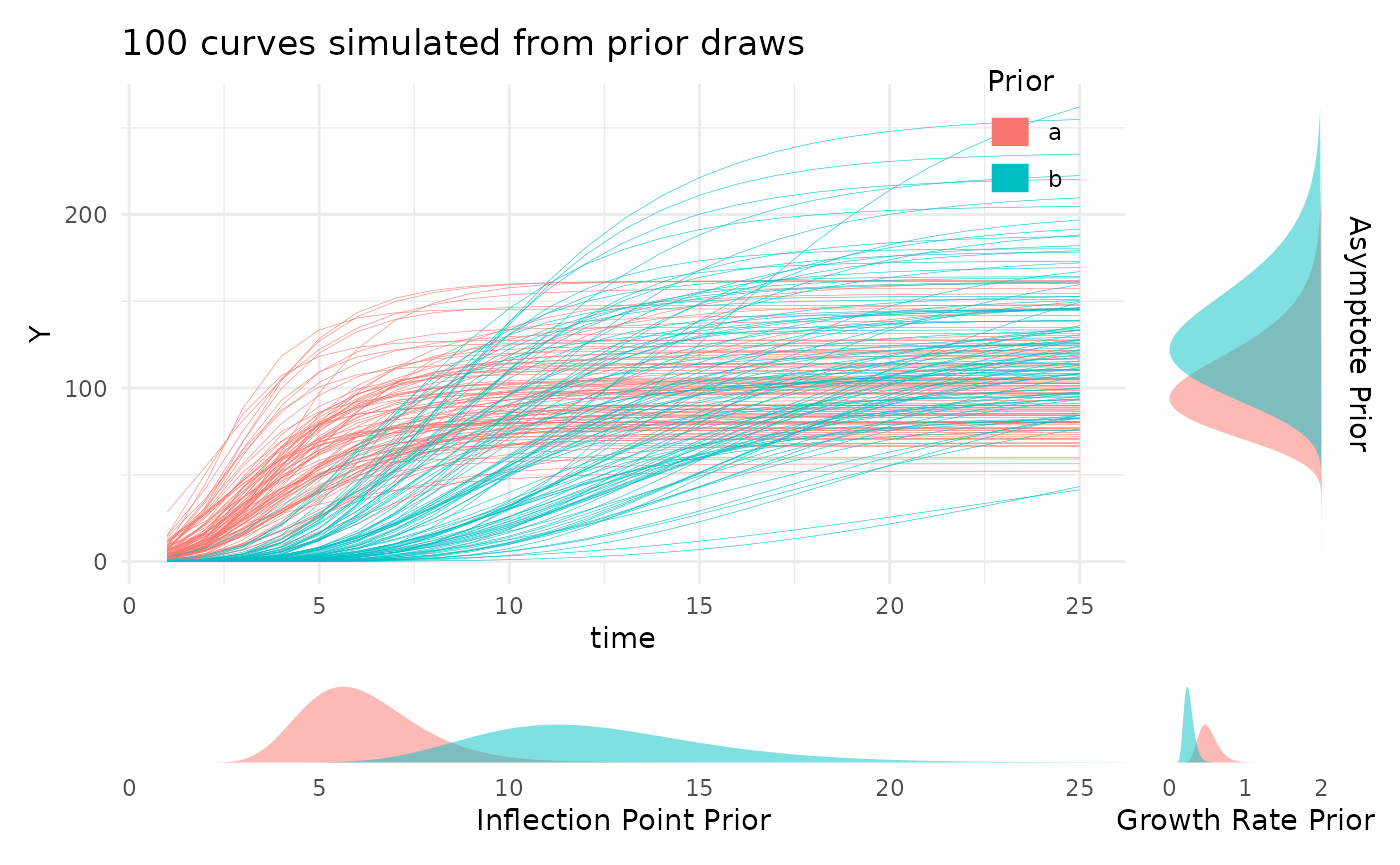 100 curves simulated from prior draws
Prior
a
b
Y
200
100
0
0 5 10 15 20 25
time
Asymptote Prior
0 5 10 15 20 25
Inflection Point Prior
0 1 2
Growth Rate Prior